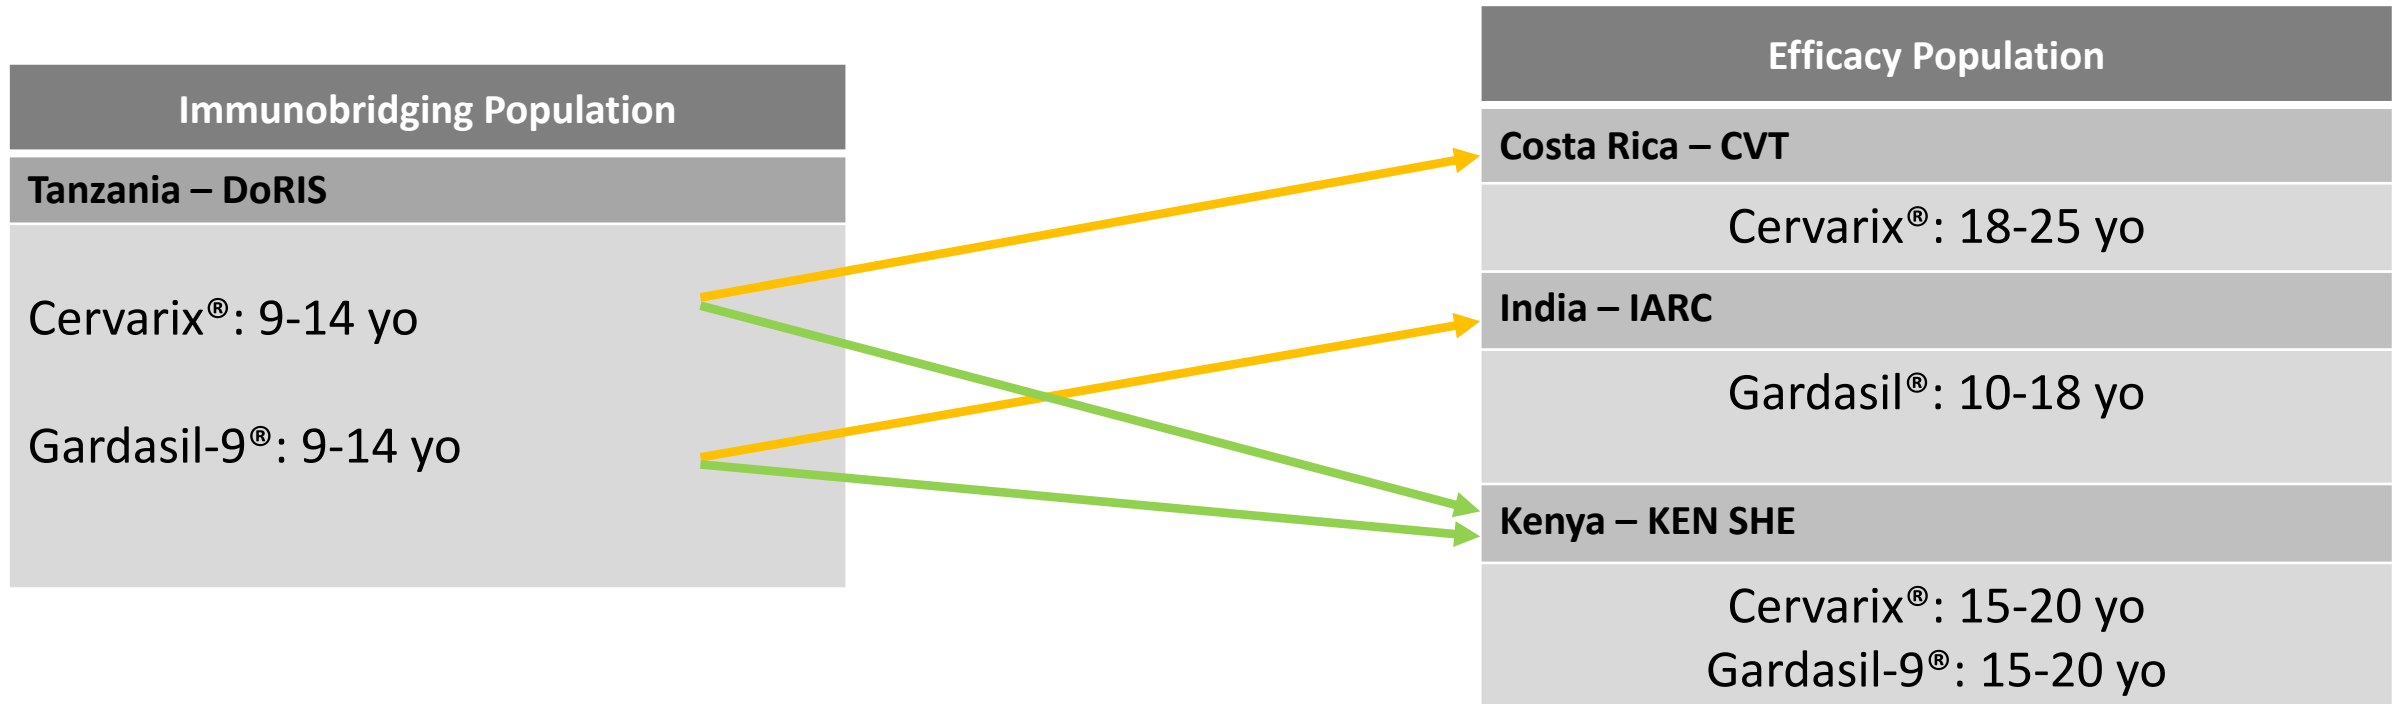 Immunobridging Population
Tanzania – DoRIS
Cervarix®: 9-14 yo
Gardasil-9®: 9-14 yo
Efficacy Population
Costa Rica – CVT
Cervarix®: 18-25 yo
India – IARC
Gardasil®: 10-18 yo
Kenya – KEN SHE
Cervarix®: 15-20 yo
Gardasil-9®: 15-20 yo